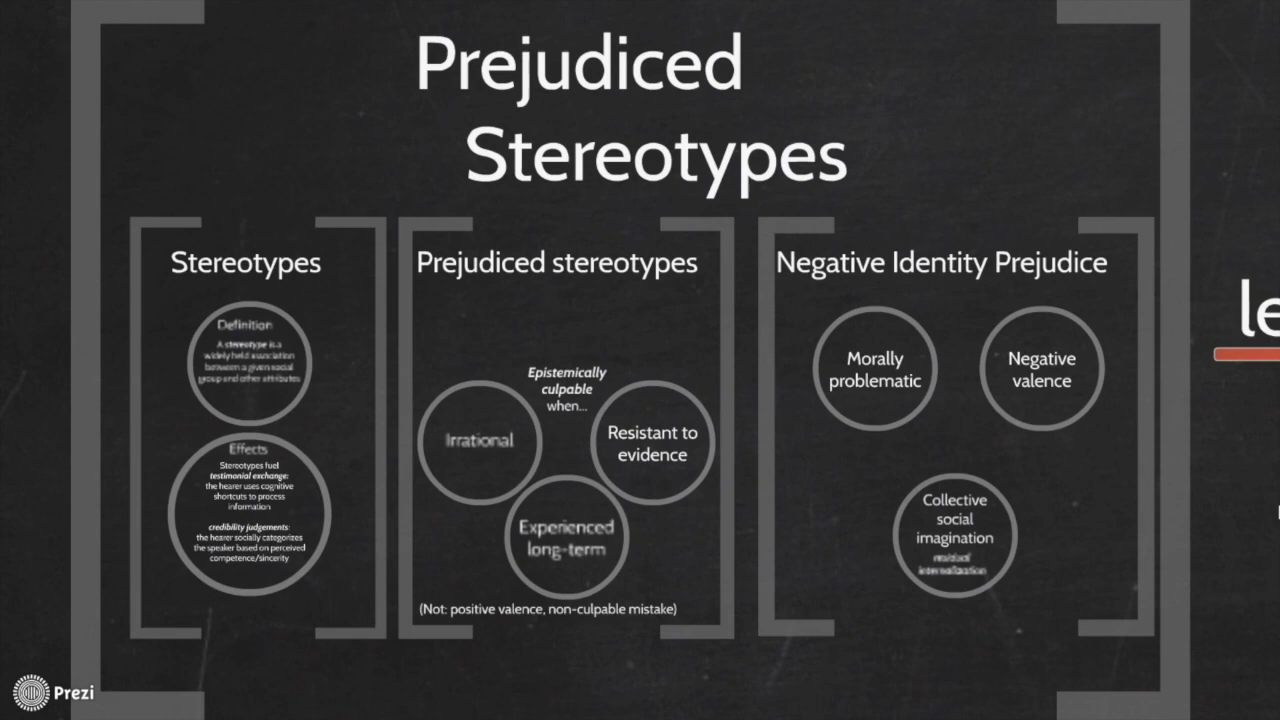 Prejudiced
Stereotypes
Stereotypes
Definition
A stereotype is a
widely held association
between a given social
group and other attributes
Effects
Stereotypes fuel
testimonial exchange:
the hearer uses cognitive
shortcuts to process
information
credibility judgements:
the hearer socially categorizes
the speaker based on perceived
competence/sincerity
Prejudiced stereotypes
Epistemically
culpable
when...
Irrational
Resistant to
evidence
Experienced
long-term
(Not: positive valence, non-culpable mistake)
Negative Identity Prejudice
Morally
problematic
Negative
valence
Collective
social
imagination
internalization
le
Prezi